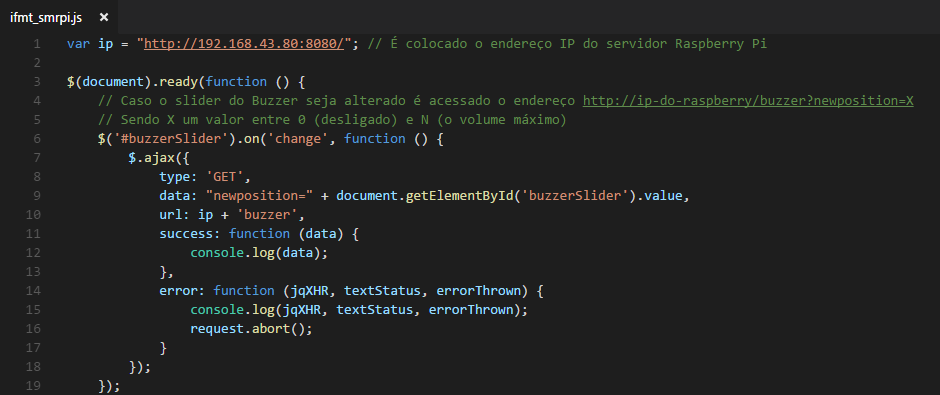 ifmt_smrpi.js ×
1 var ip = "http://192.168.43.80:8080/"; // É colocado o endereço IP do servidor Raspberry Pi
2
3 $(document).ready(function () {
4 // Caso o slider do Buzzer seja alterado é acessado o endereço http://ip-do-raspberry/buzzer?newposition=X
5 // Sendo X um valor entre 0 (desligado) e N (o volume máximo)
6 $('#buzzerSlider').on('change', function () {
7 $.ajax({
8 type: 'GET',
9 data: "newposition=" + document.getElementById('buzzerSlider').value,
10 url: ip + 'buzzer',
11 success: function (data) {
12 console.log(data);
13 },
14 error: function (jqXHR, textStatus, errorThrown) {
15 console.log(jqXHR, textStatus, errorThrown);
16 request.abort();
17 }
18 });
19 });